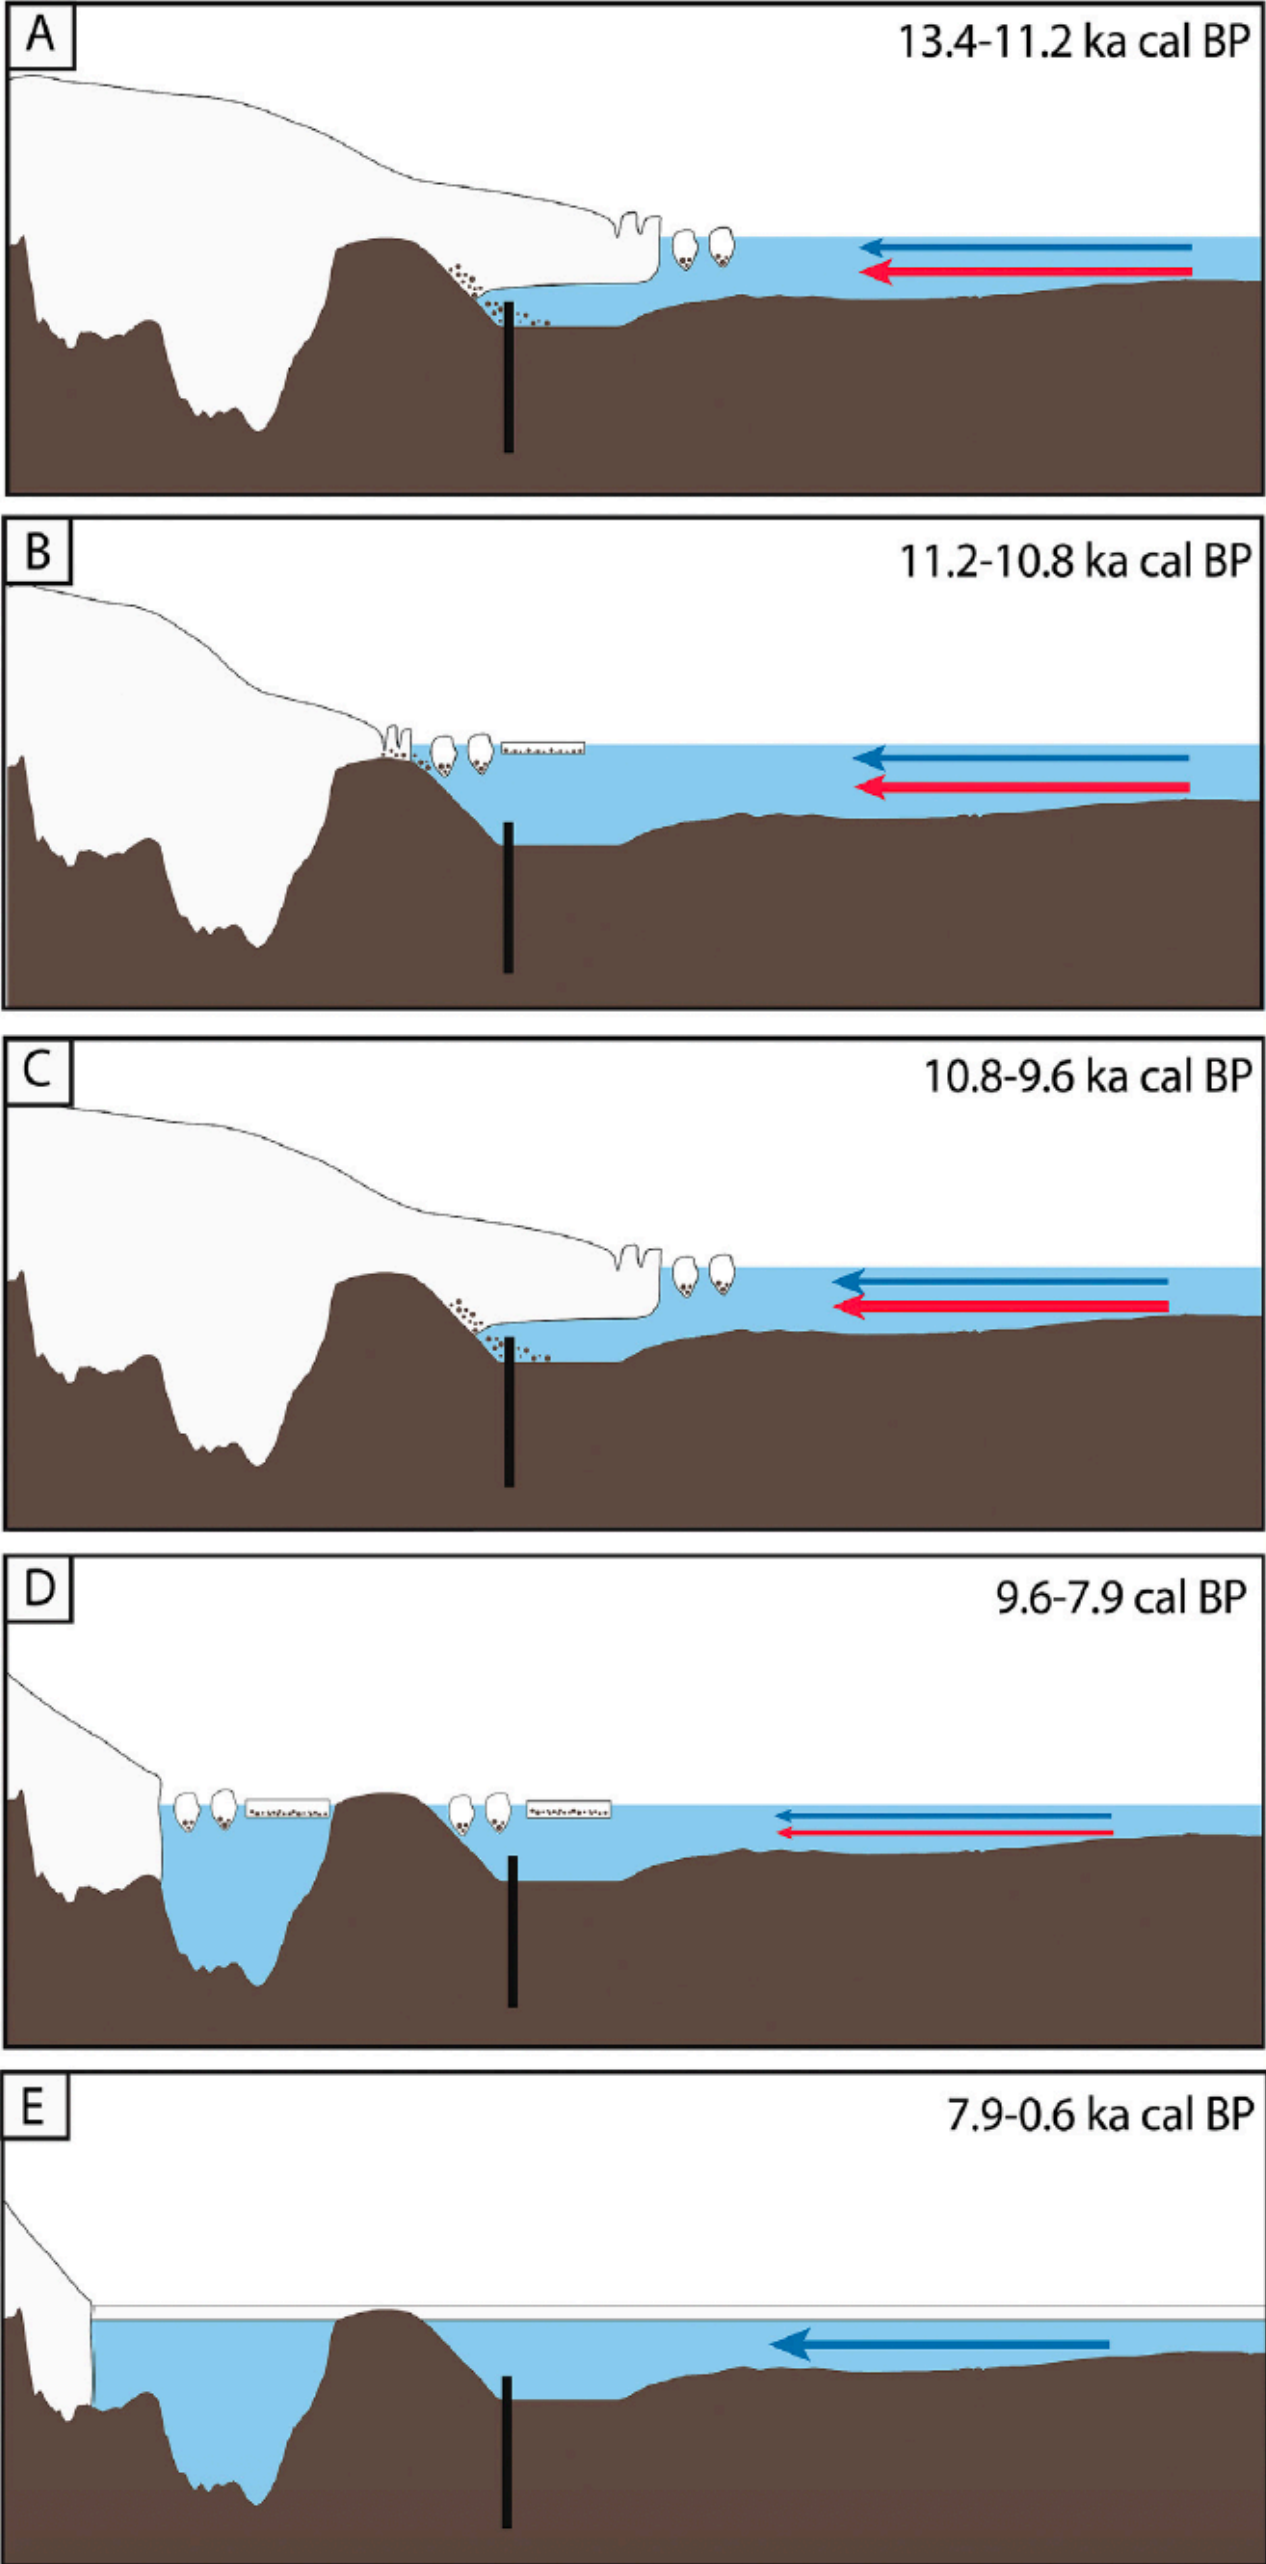 A
13.4-11.2 ka cal BP
B
11.2-10.8 ka cal BP
C
10.8-9.6 ka cal BP
D
9.6-7.9 cal BP
E
7.9-0.6 ka cal BP